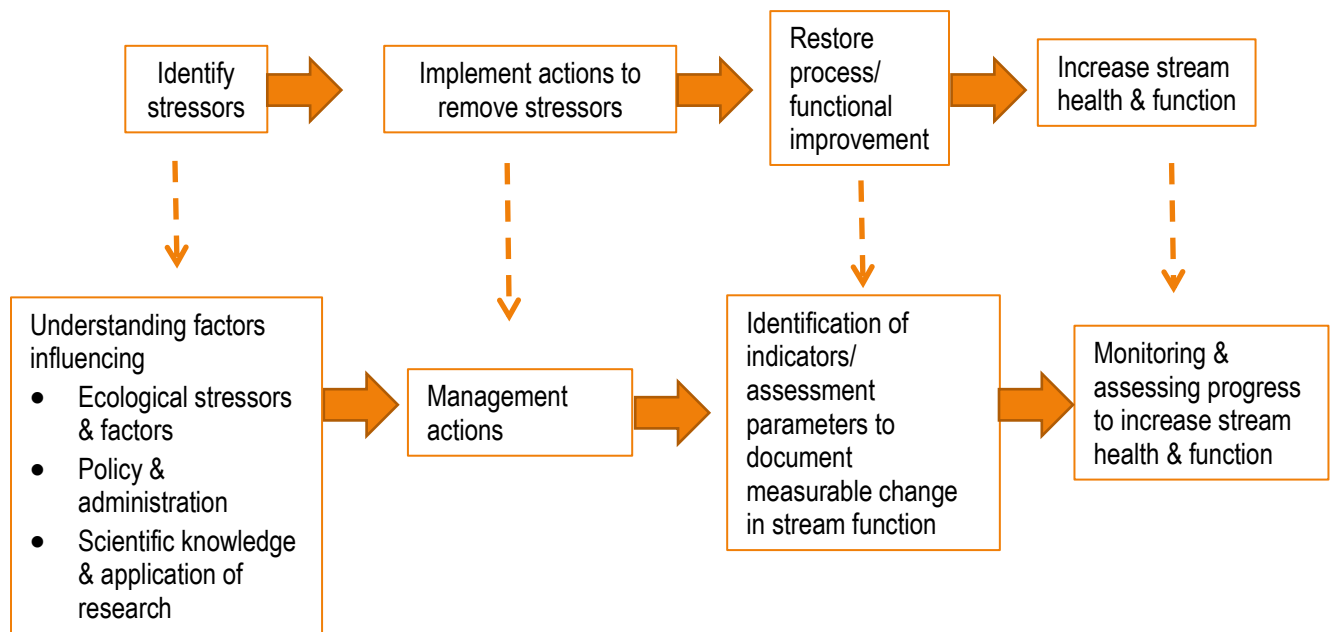 Identify
stressors
Implement actions to
remove stressors
Restore
process/
functional
improvement
Increase stream
health & function
Understanding factors
influencing
• Ecological stressors
& factors
• Policy &
administration
• Scientific knowledge
& application of
research
Management
actions
Identification of
indicators/
assessment
parameters to
document
measurable change
in stream function
Monitoring &
assessing progress
to increase stream
health & function